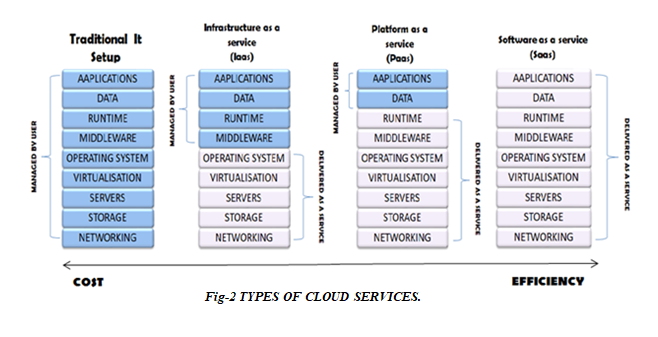 Traditional It
Setup
MANAGED BY USER
AAPLICATIONS
DATA
RUNTIME
MIDDLEWARE
OPERATING SYSTEM
VIRTUALISATION
SERVERS
STORAGE
NETWORKING
Infrastructure as a
service
(Iaas)
MANAGED BY USER
AAPLICATIONS
DATA
RUNTIME
MIDDLEWARE
OPERATING SYSTEM
VIRTUALISATION
SERVERS
STORAGE
NETWORKING
DELIVERED AS A SERVICE
Platform as a
service
(Paas)
MANAGED BY USER
AAPLICATIONS
DATA
RUNTIME
MIDDLEWARE
OPERATING SYSTEM
VIRTUALISATION
SERVERS
STORAGE
NETWORKING
DELIVERED AS A SERVICE
Software as a service
(Saas)
AAPLICATIONS
DATA
RUNTIME
MIDDLEWARE
OPERATING SYSTEM
VIRTUALISATION
SERVERS
STORAGE
NETWORKING
DELIVERED AS A SERVICE
COST
EFFICIENCY
Fig-2 TYPES OF CLOUD SERVICES.